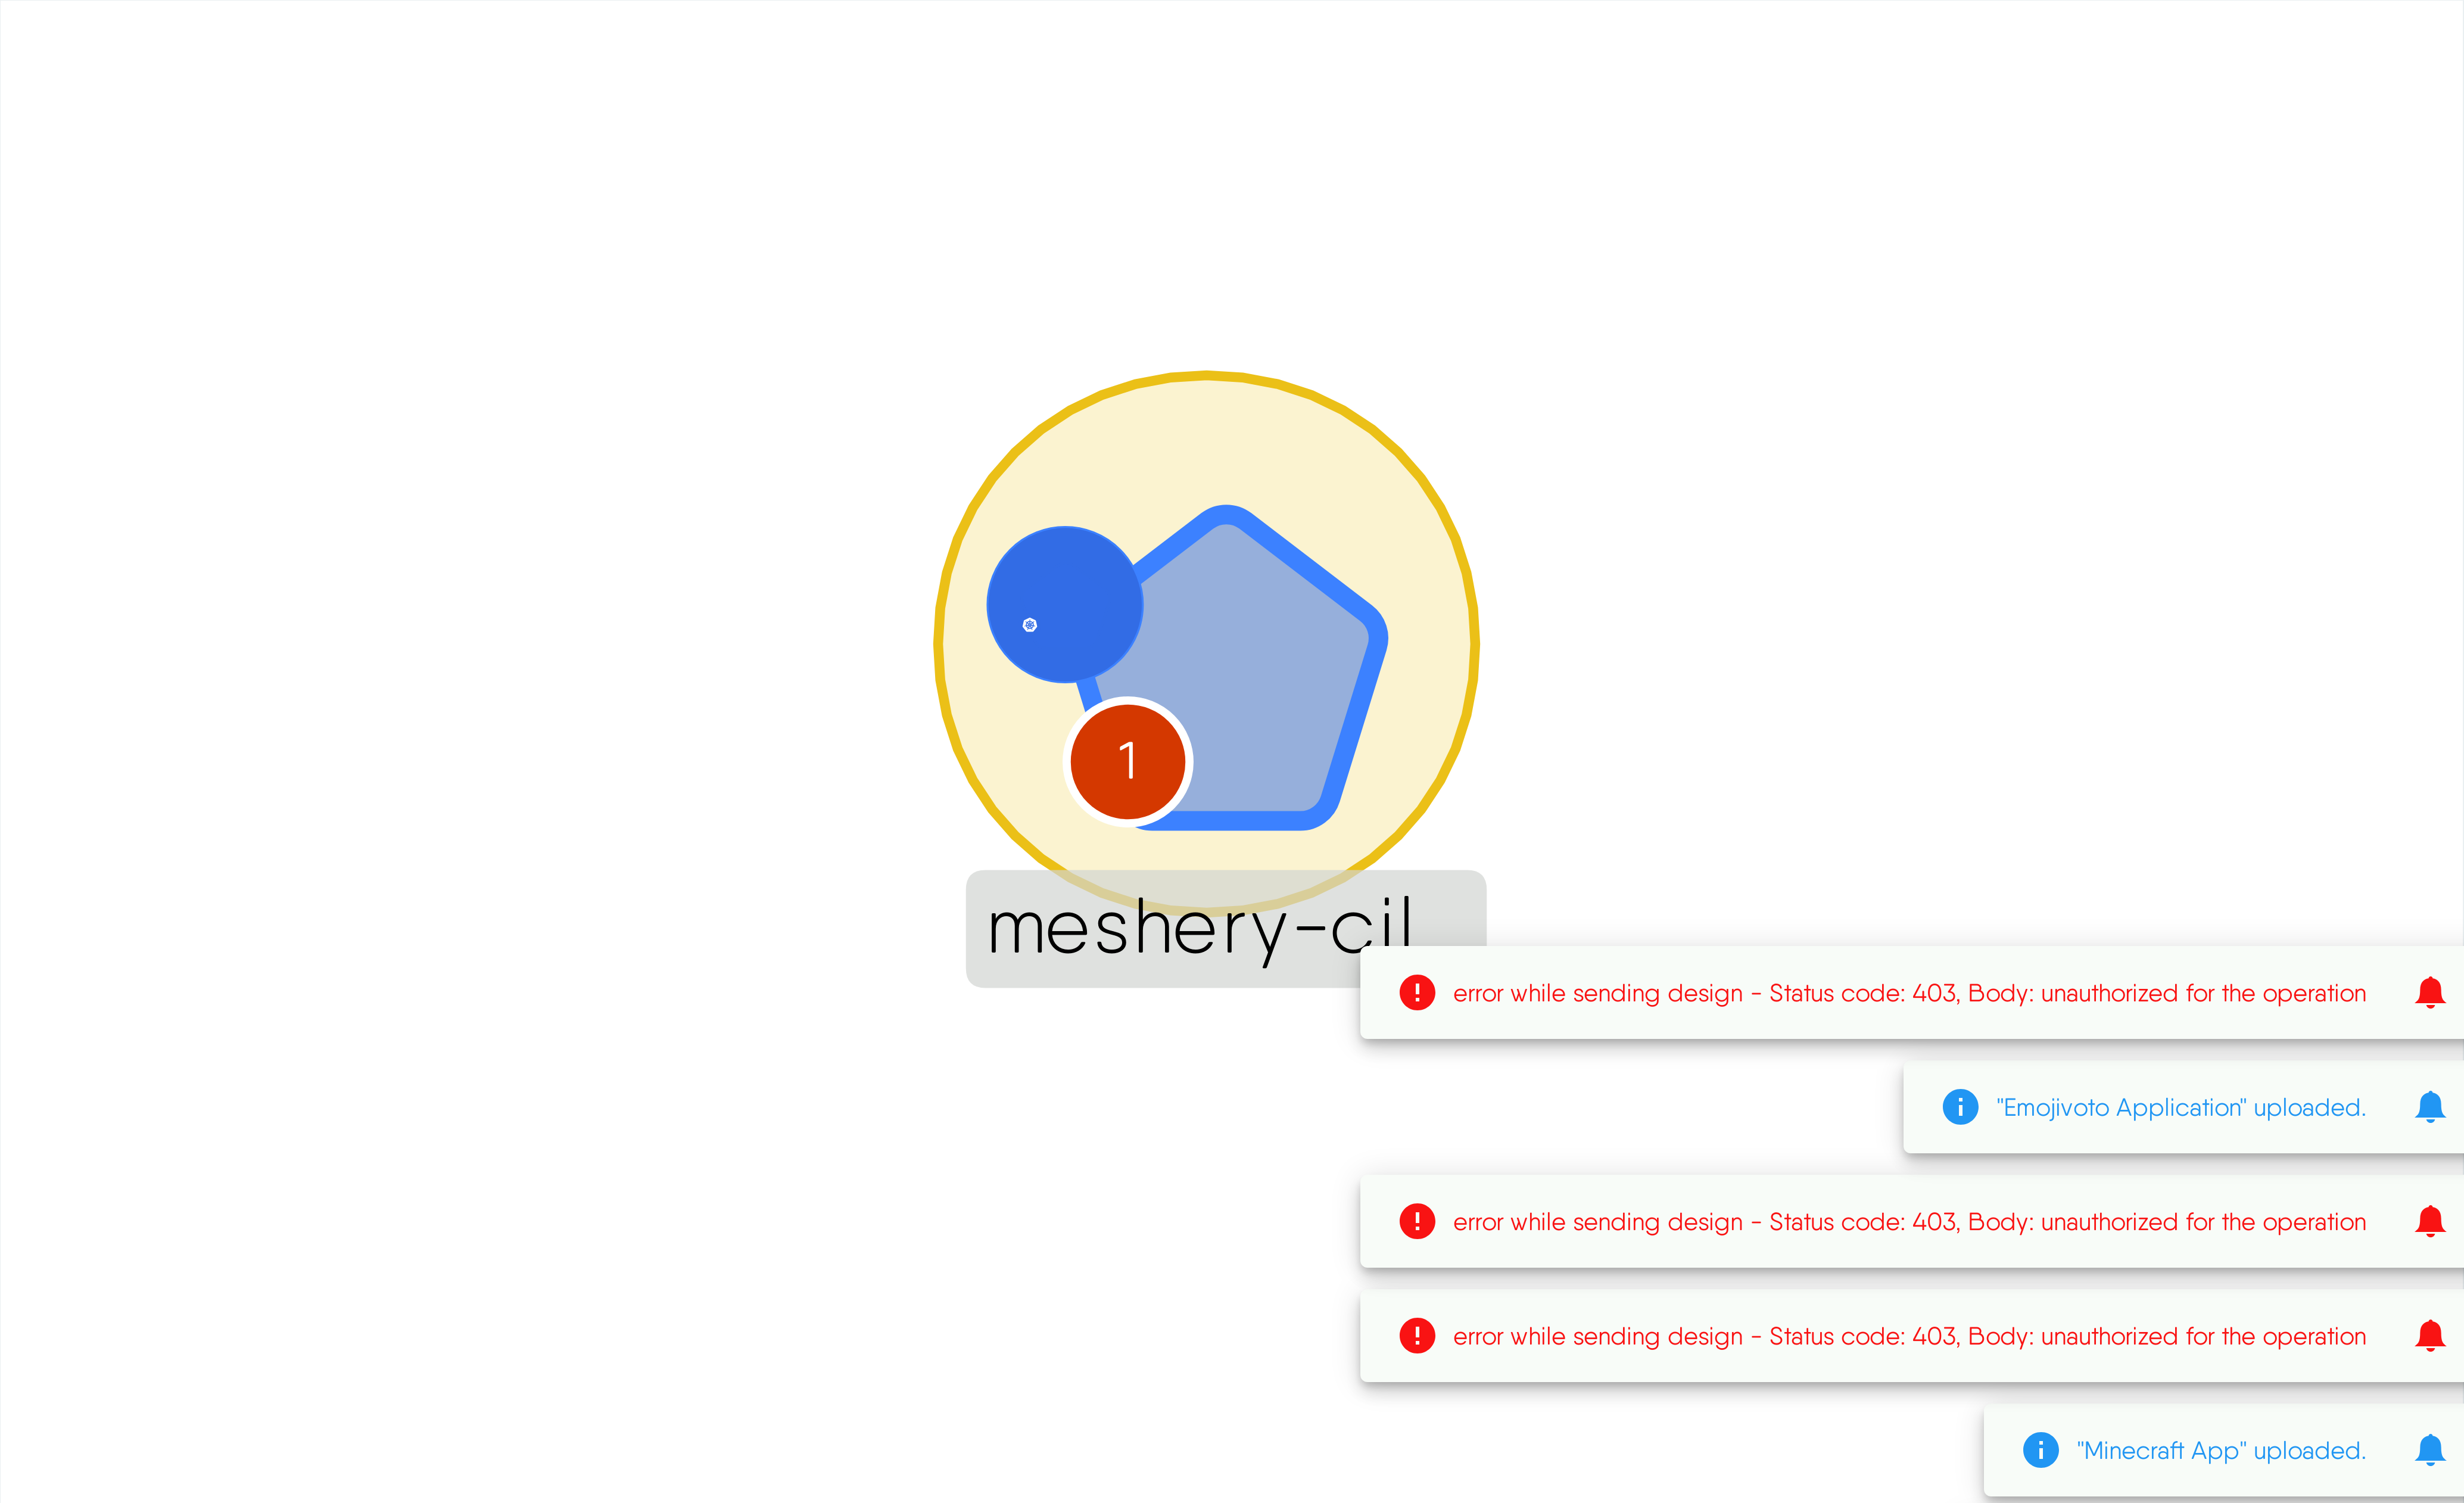 1
meshery-cil
error while sending design - Status code: 403, Body: unauthorized for the operation
"Emojivoto Application" uploaded.
error while sending design - Status code: 403, Body: unauthorized for the operation
error while sending design - Status code: 403, Body: unauthorized for the operation
"Minecraft App" uploaded.